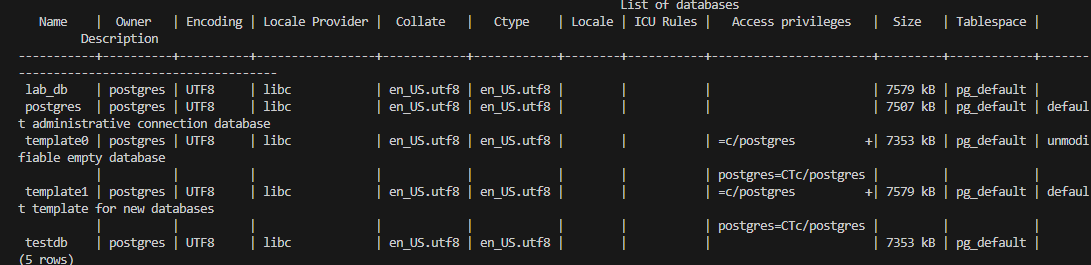 List of databases
Name | Owner | Encoding | Locale Provider | Collate | Ctype | Locale | ICU Rules | Access privileges | Size | Tablespace |
Description
-----------+----------+----------+-----------------+------------+------------+--------+-----------+-----------------------+---------+------------+-------
-------------------------------------
lab_db | postgres | UTF8 | libc | en_US.utf8 | en_US.utf8 | | | | 7579 kB | pg_default |
postgres | postgres | UTF8 | libc | en_US.utf8 | en_US.utf8 | | | | 7507 kB | pg_default | defaul
t administrative connection database
template0 | postgres | UTF8 | libc | en_US.utf8 | en_US.utf8 | | | =c/postgres +| 7353 kB | pg_default | unmodi
fiable empty database
| | | | | | | | postgres=CTc/postgres | | |
template1 | postgres | UTF8 | libc | en_US.utf8 | en_US.utf8 | | | =c/postgres +| 7579 kB | pg_default | defaul
t template for new databases
| | | | | | | | postgres=CTc/postgres | | |
testdb | postgres | UTF8 | libc | en_US.utf8 | en_US.utf8 | | | | 7353 kB | pg_default |
(5 rows)